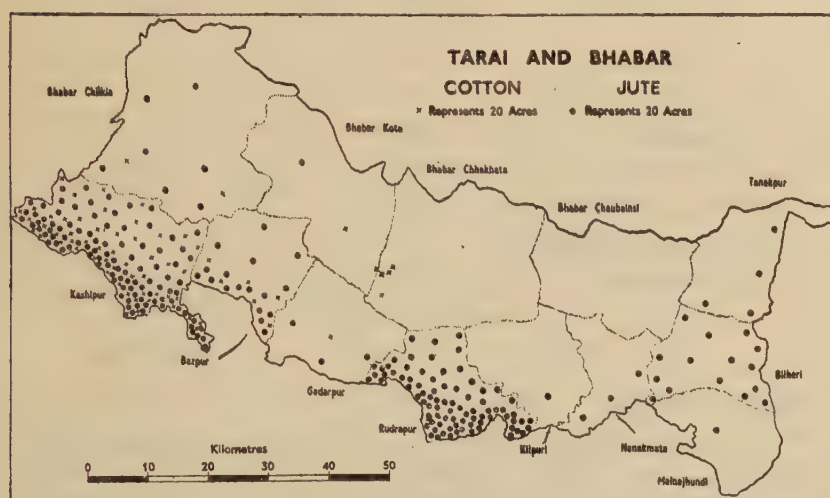 TARAI AND BHABAR
COTTON JUTE
× Represents 20 Acres • Represents 20 Acres
Bhabar Chilkia
Bhabar Kota
Bhabar Chhakhata
Tanakpur
Bhabar Chaubainsi
Kashipur
Bazpur
Gadarpur
Bilheri
Rudrapur
Kilpuri
Nanakmata
Kilometres
0 10 20 30 40 50